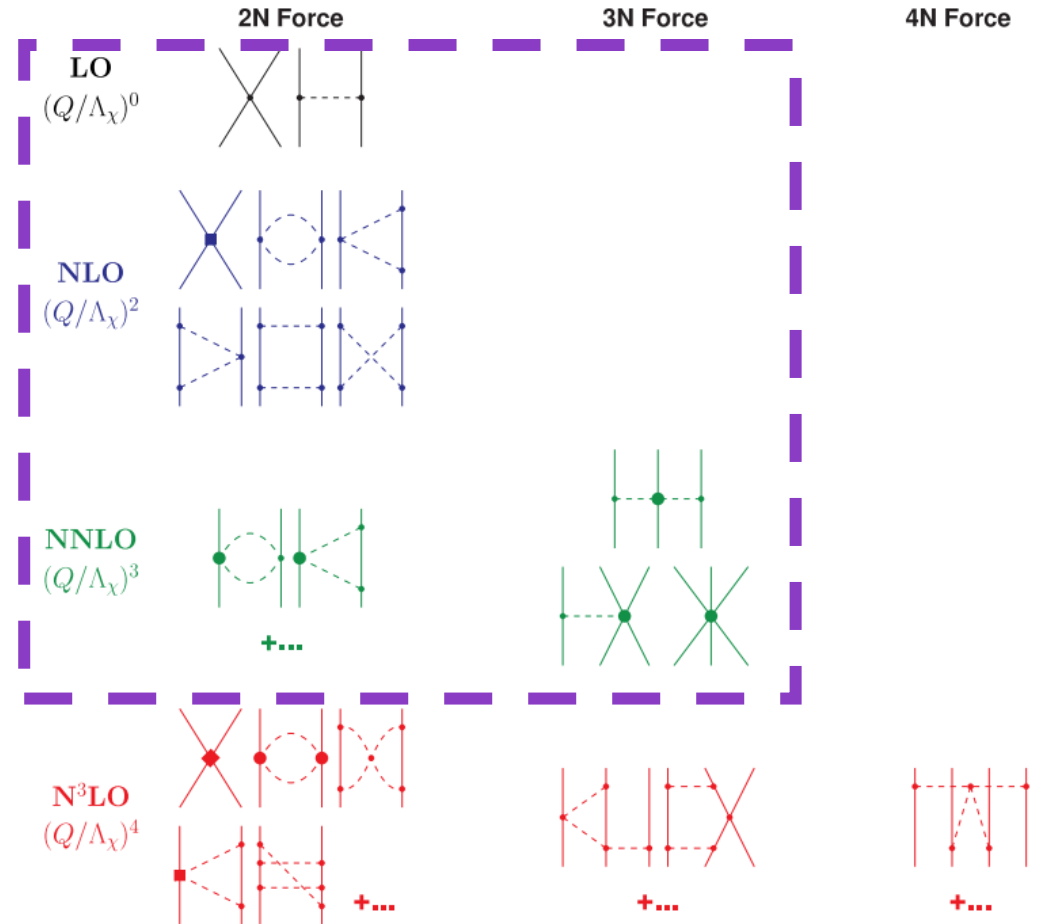 2N Force
3N Force
4N Force
LO
(Q/Λχ)⁰
NLO
(Q/Λχ)²
NNLO
(Q/Λχ)³
+...
N³LO
(Q/Λχ)⁴
+...
+...
+...